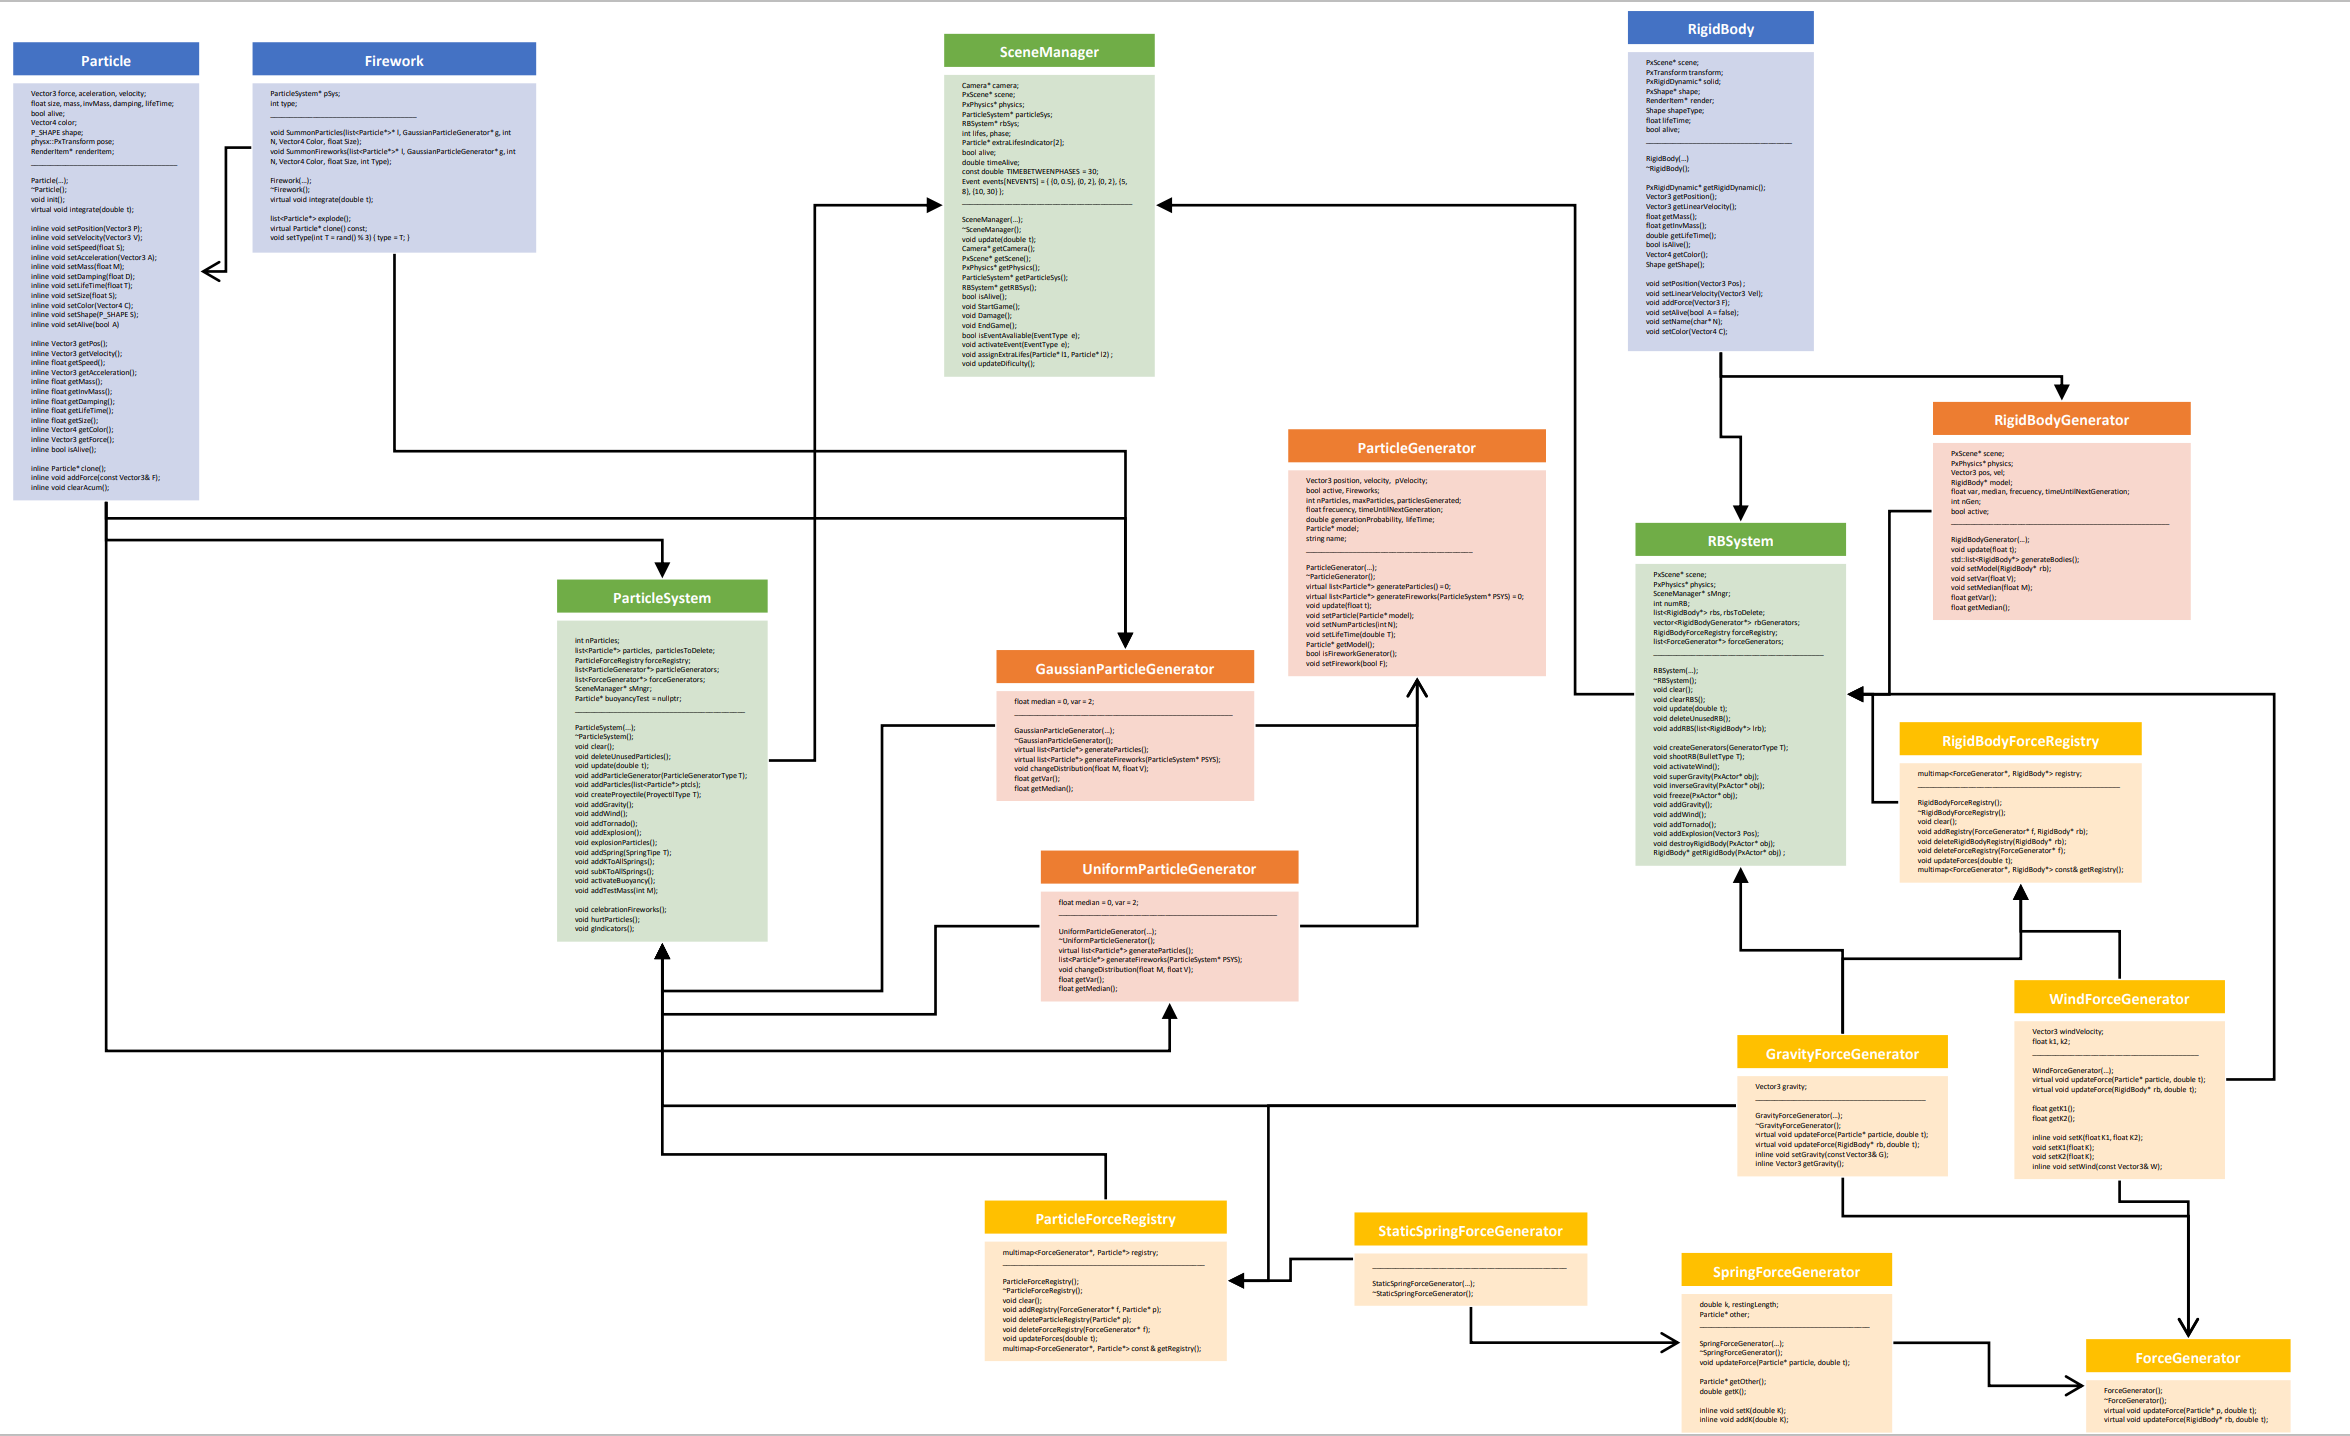 Particle
Vector3 force, aceleration, velocity;
float size, mass, invMass, damping, lifeTime;
bool alive;
Vector4 color;
P_SHAPE shape;
physx::PxTransform pose;
RenderItem* renderItem;
Particle(...);
~Particle();
void init();
virtual void integrate(double t);
inline void setPosition(Vector3 P);
inline void setVelocity(Vector3 V);
inline void setSpeed(float S);
inline void setAcceleration(Vector3 A);
inline void setMass(float M);
inline void setDamping(float D);
inline void setLifeTime(float T);
inline void setSize(float S);
inline void setColor(Vector4 C);
inline void setShape(P_SHAPE S);
inline void setAlive(bool A)
inline Vector3 getPos();
inline Vector3 getVelocity();
inline float getSpeed();
inline Vector3 getAcceleration();
inline float getMass();
inline float getInvMass();
inline float getDamping();
inline float getLifeTime();
inline float getSize();
inline Vector4 getColor();
inline Vector3 getForce();
inline bool isAlive();
inline Particle* clone();
inline void addForce(const Vector3& F);
inline void clearAcum();
Firework
ParticleSystem* pSys;
int type;
void SummonParticles(list<Particle*>* l, GaussianParticleGenerator* g, int
N, Vector4 Color, float Size);
void SummonFireworks(list<Particle*>* l, GaussianParticleGenerator* g, int
N, Vector4 Color, float Size, int Type);
Firework(...);
~Firework();
virtual void integrate(double t);
list<Particle*> explode();
virtual Particle* clone() const;
void setType(int T = rand() % 3) { type = T; }
SceneManager
Camera* camera;
PxScene* scene;
PxPhysics* physics;
ParticleSystem* particleSys;
RBSystem* rbSys;
int lifes, phase;
Particle* extraLifesIndicator[2];
bool alive;
double timeAlive;
const double TIMEBETWEENPHASES = 30;
Event events[NEVENTS] = { {0, 0.5}, {0, 2}, {0, 2}, {5,
8}, {10, 30} };
SceneManager(...);
~SceneManager();
void update(double t);
Camera* getCamera();
PxScene* getScene();
PxPhysics* getPhysics();
ParticleSystem* getParticleSys();
RBSystem* getRBSys();
bool isAlive();
void StartGame();
void Damage();
void EndGame();
bool isEventAvaliable(EventType e);
void activateEvent(EventType e);
void assignExtraLifes(Particle* l1, Particle* l2) ;
void updateDificulty();
RigidBody
PxScene* scene;
PxTransform transform;
PxRigidDynamic* solid;
PxShape* shape;
RenderItem* render;
Shape shapeType;
float lifeTime;
bool alive;
RigidBody(...)
~RigidBody();
PxRigidDynamic* getRigidDynamic();
Vector3 getPosition();
Vector3 getLinearVelocity();
float getMass();
float getInvMass();
double getLifeTime();
bool isAlive();
Vector4 getColor();
Shape getShape();
void setPosition(Vector3 Pos) ;
void setLinearVelocity(Vector3 Vel);
void addForce(Vector3 F);
void setAlive(bool A = false);
void setName(char* N);
void setColor(Vector4 C);
RigidBodyGenerator
PxScene* scene;
PxPhysics* physics;
Vector3 pos, vel;
RigidBody* model;
float var, median, frecuency, timeUntilNextGeneration;
int nGen;
bool active;
RigidBodyGenerator(...);
void update(float t);
std::list<RigidBody*> generateBodies();
void setModel(RigidBody* rb);
void setVar(float V);
void setMedian(float M);
float getVar();
float getMedian();
ParticleGenerator
Vector3 position, velocity, pVelocity;
bool active, Fireworks;
int nParticles, maxParticles, particlesGenerated;
float frecuency, timeUntilNextGeneration;
double generationProbability, lifeTime;
Particle* model;
string name;
ParticleGenerator(...);
~ParticleGenerator();
virtual list<Particle*> generateParticles() = 0;
virtual list<Particle*> generateFireworks(ParticleSystem* PSYS) = 0;
void update(float t);
void setParticle(Particle* model);
void setNumParticles(int N);
void setLifeTime(double T);
Particle* getModel();
bool isFireworkGenerator();
void setFirework(bool F);
RBSystem
PxScene* scene;
PxPhysics* physics;
SceneManager* sMngr;
int numRB;
list<RigidBody*> rbs, rbsToDelete;
vector<RigidBodyGenerator*> rbGenerators;
RigidBodyForceRegistry forceRegistry;
list<ForceGenerator*> forceGenerators;
RBSystem(...);
~RBSystem();
void clear();
void clearRBS();
void update(double t);
void deleteUnusedRB();
void addRBS(list<RigidBody*> lrb);
void createGenerators(GeneratorType T);
void shootRB(BulletType T);
void activateWind();
void superGravity(PxActor* obj);
void inverseGravity(PxActor* obj);
void freeze(PxActor* obj);
void addGravity();
void addWind();
void addTornado();
void addExplosion(Vector3 Pos);
void destroyRigidBody(PxActor* obj);
RigidBody* getRigidBody(PxActor* obj) ;
ParticleSystem
int nParticles;
list<Particle*> particles, particlesToDelete;
ParticleForceRegistry forceRegistry;
list<ParticleGenerator*> particleGenerators;
list<ForceGenerator*> forceGenerators;
SceneManager* sMngr;
Particle* buoyancyTest = nullptr;
ParticleSystem(...);
~ParticleSystem();
void clear();
void deleteUnusedParticles();
void update(double t);
void addParticleGenerator(ParticleGeneratorType T);
void addParticles(list<Particle*> ptcls);
void createProyectile(ProyectilType T);
void addGravity();
void addWind();
void addTornado();
void addExplosion();
void explosionParticles();
void addSpring(SpringTipe T);
void addKToAllSprings();
void subKToAllSprings();
void activateBuoyancy();
void addTestMass(int M);
void celebrationFireworks();
void hurtParticles();
void gIndicators();
GaussianParticleGenerator
float median = 0, var = 2;
GaussianParticleGenerator(...);
~GaussianParticleGenerator();
virtual list<Particle*> generateParticles();
virtual list<Particle*> generateFireworks(ParticleSystem* PSYS);
void changeDistribution(float M, float V);
float getVar();
float getMedian();
UniformParticleGenerator
float median = 0, var = 2;
UniformParticleGenerator(...);
~UniformParticleGenerator();
virtual list<Particle*> generateParticles();
list<Particle*> generateFireworks(ParticleSystem* PSYS);
void changeDistribution(float M, float V);
float getVar();
float getMedian();
RigidBodyForceRegistry
multimap<ForceGenerator*, RigidBody*> registry;
RigidBodyForceRegistry();
~RigidBodyForceRegistry();
void clear();
void addRegistry(ForceGenerator* f, RigidBody* rb);
void deleteRigidBodyRegistry(RigidBody* rb);
void deleteForceRegistry(ForceGenerator* f);
void updateForces(double t);
multimap<ForceGenerator*, RigidBody*> const& getRegistry();
WindForceGenerator
Vector3 windVelocity;
float k1, k2;
WindForceGenerator(...);
virtual void updateForce(Particle* particle, double t);
virtual void updateForce(RigidBody* rb, double t);
float getK1();
float getK2();
inline void setK(float K1, float K2);
void setK1(float K);
void setK2(float K);
inline void setWind(const Vector3& W);
GravityForceGenerator
Vector3 gravity;
GravityForceGenerator(...);
~GravityForceGenerator();
virtual void updateForce(Particle* particle, double t);
virtual void updateForce(RigidBody* rb, double t);
inline void setGravity(const Vector3& G);
inline Vector3 getGravity();
ParticleForceRegistry
multimap<ForceGenerator*, Particle*> registry;
ParticleForceRegistry();
~ParticleForceRegistry();
void clear();
void addRegistry(ForceGenerator* f, Particle* p);
void deleteParticleRegistry(Particle* p);
void deleteForceRegistry(ForceGenerator* f);
void updateForces(double t);
multimap<ForceGenerator*, Particle*> const & getRegistry();
StaticSpringForceGenerator
StaticSpringForceGenerator(...);
~StaticSpringForceGenerator();
SpringForceGenerator
double k, restingLength;
Particle* other;
SpringForceGenerator(...);
~SpringForceGenerator();
void updateForce(Particle* particle, double t);
Particle* getOther();
double getK();
inline void setK(double K);
inline void addK(double K);
ForceGenerator
ForceGenerator();
~ForceGenerator();
virtual void updateForce(Particle* p, double t);
virtual void updateForce(RigidBody* rb, double t);